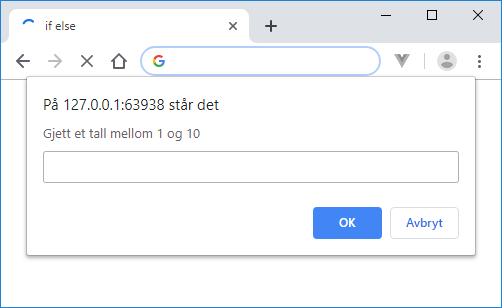 if else
På 127.0.0.1:63938 står det
Gjett et tall mellom 1 og 10
OK
Avbryt